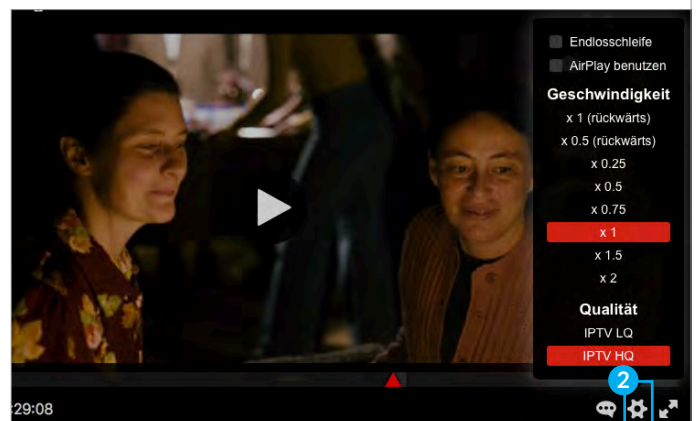 Endlosschleife
AirPlay benutzen
Geschwindigkeit
x 1 (rückwärts)
x 0.5 (rückwärts)
x 0.25
x 0.5
x 0.75
x 1
x 1.5
x 2
Qualität
IPTV LQ
IPTV HQ
2
:29:08